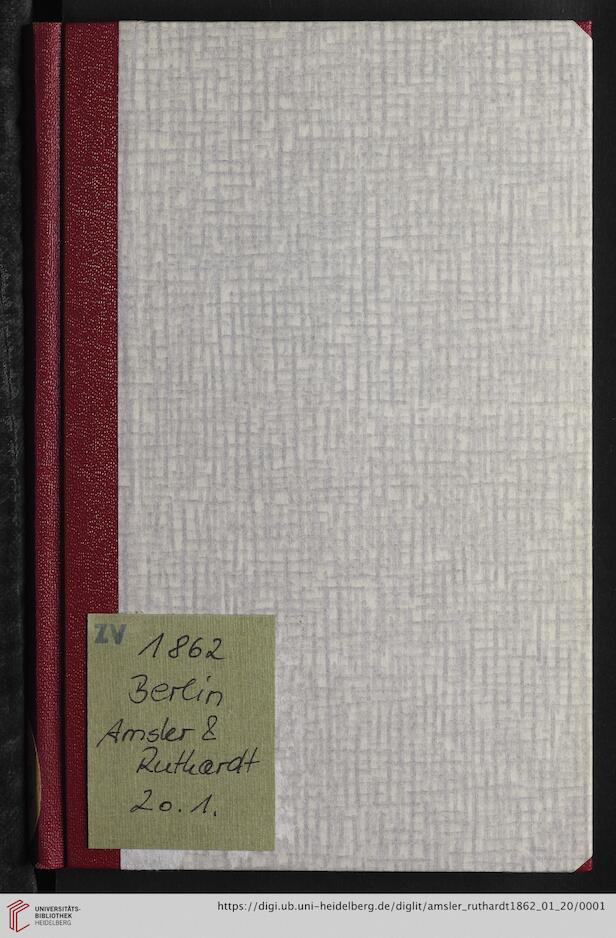 ZV
1862
Berlin
Amsler &
Ruthardt
20.1.
UNIVERSITÄTS-
BIBLIOTHEK
HEIDELBERG
https://digi.ub.uni-heidelberg.de/diglit/amsler_ruthardt1862_01_20/0001